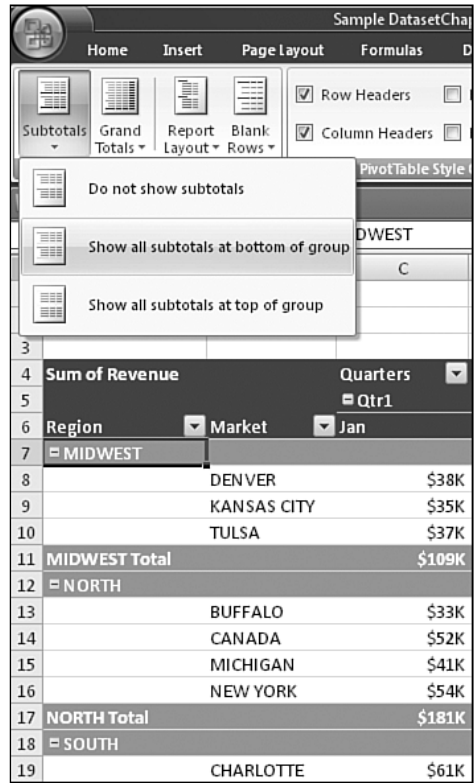 Sample DatasetChap
Home Insert Page Layout Formulas D
Subtotals Grand Totals Report Layout Blank Rows
Row Headers
Column Headers
PivotTable Style
Do not show subtotals
Show all subtotals at bottom of group
Show all subtotals at top of group
DWEST
C
3
4 Sum of Revenue Quarters
5 Qtr1
6 Region Market Jan
7 MIDWEST
8 DENVER $38K
9 KANSAS CITY $35K
10 TULSA $37K
11 MIDWEST Total $109K
12 NORTH
13 BUFFALO $33K
14 CANADA $52K
15 MICHIGAN $41K
16 NEW YORK $54K
17 NORTH Total $181K
18 SOUTH
19 CHARLOTTE $61K